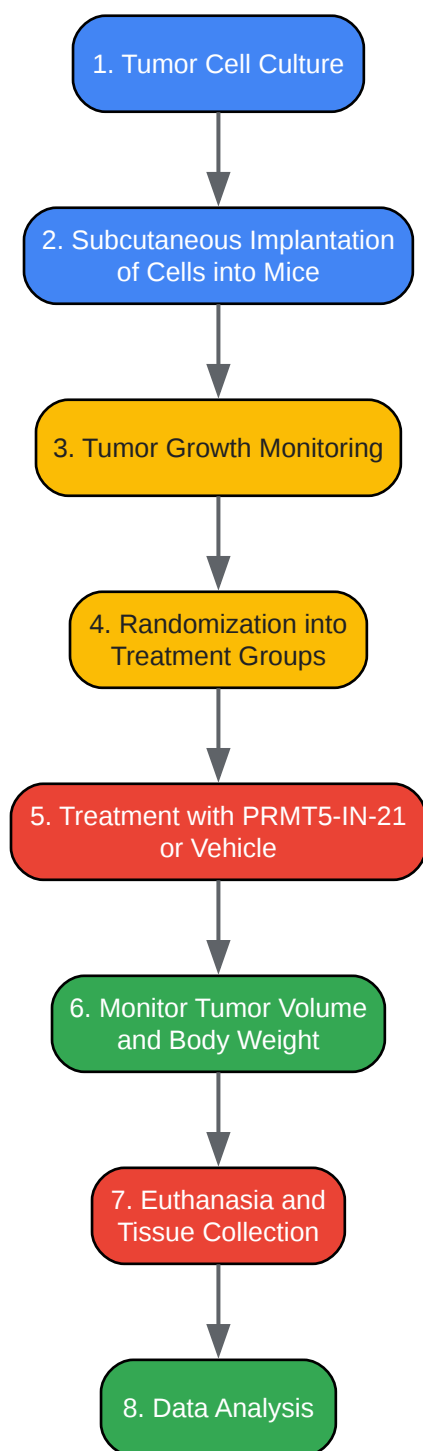 1. Tumor Cell Culture
2. Subcutaneous Implantation
of Cells into Mice
3. Tumor Growth Monitoring
4. Randomization into
Treatment Groups
5. Treatment with PRMT5-IN-21
or Vehicle
6. Monitor Tumor Volume
and Body Weight
7. Euthanasia and
Tissue Collection
8. Data Analysis